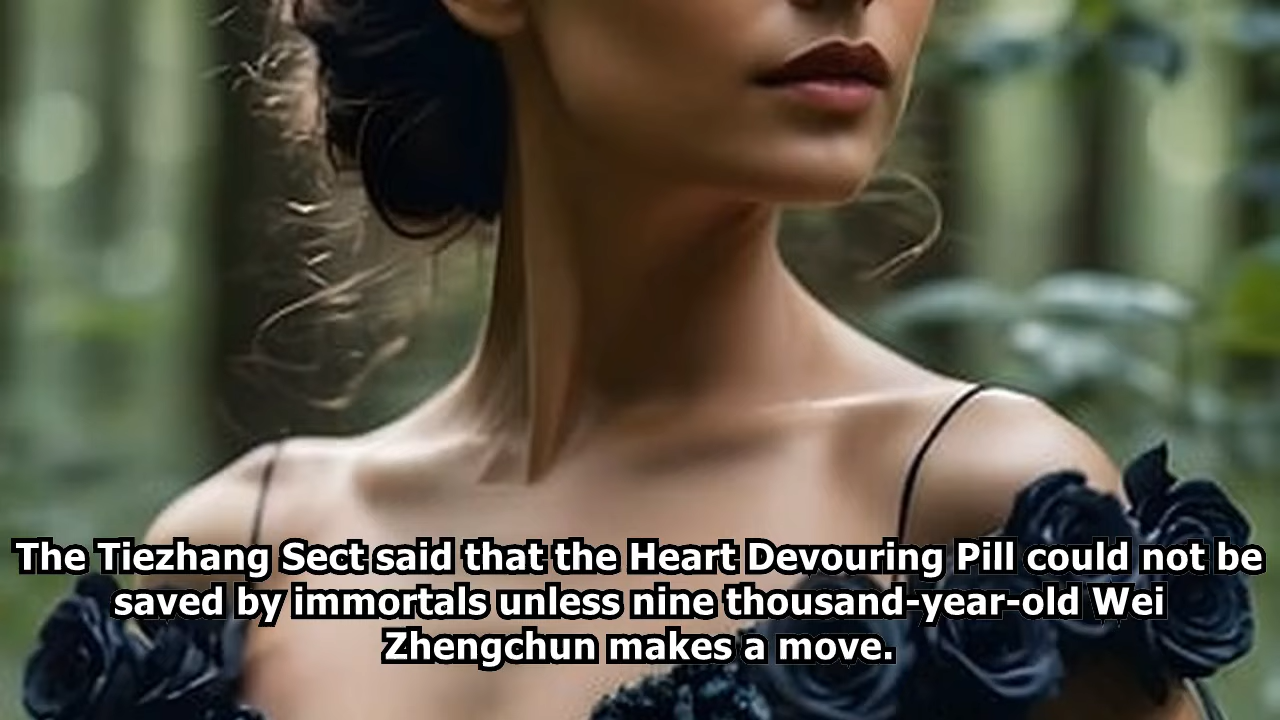 The Tiezhang Sect said that the Heart Devouring Pill could not be
saved by immortals unless nine thousand-year-old Wei
Zhengchun makes a move.